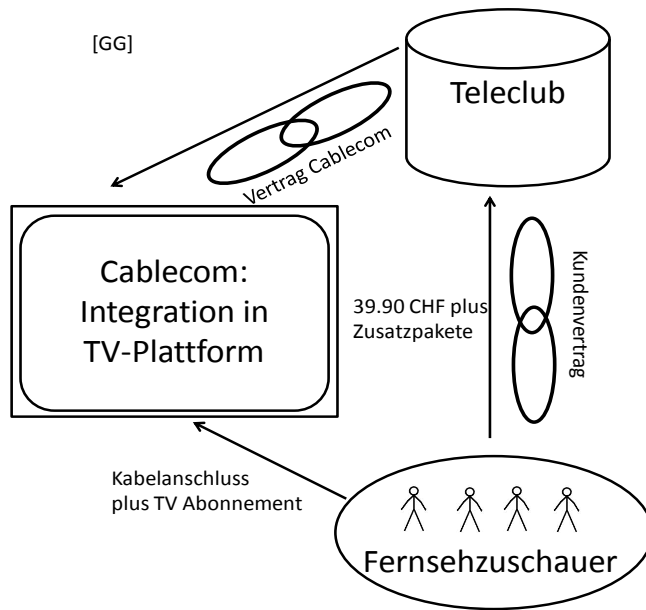 [GG]
Teleclub
Vertrag Cablecom
Cablecom:
Integration in
TV-Plattform
39.90 CHF plus
Zusatzpakete
Kundenvertrag
Kabelanschluss
plus TV Abonnement
Fernsehzuschauer